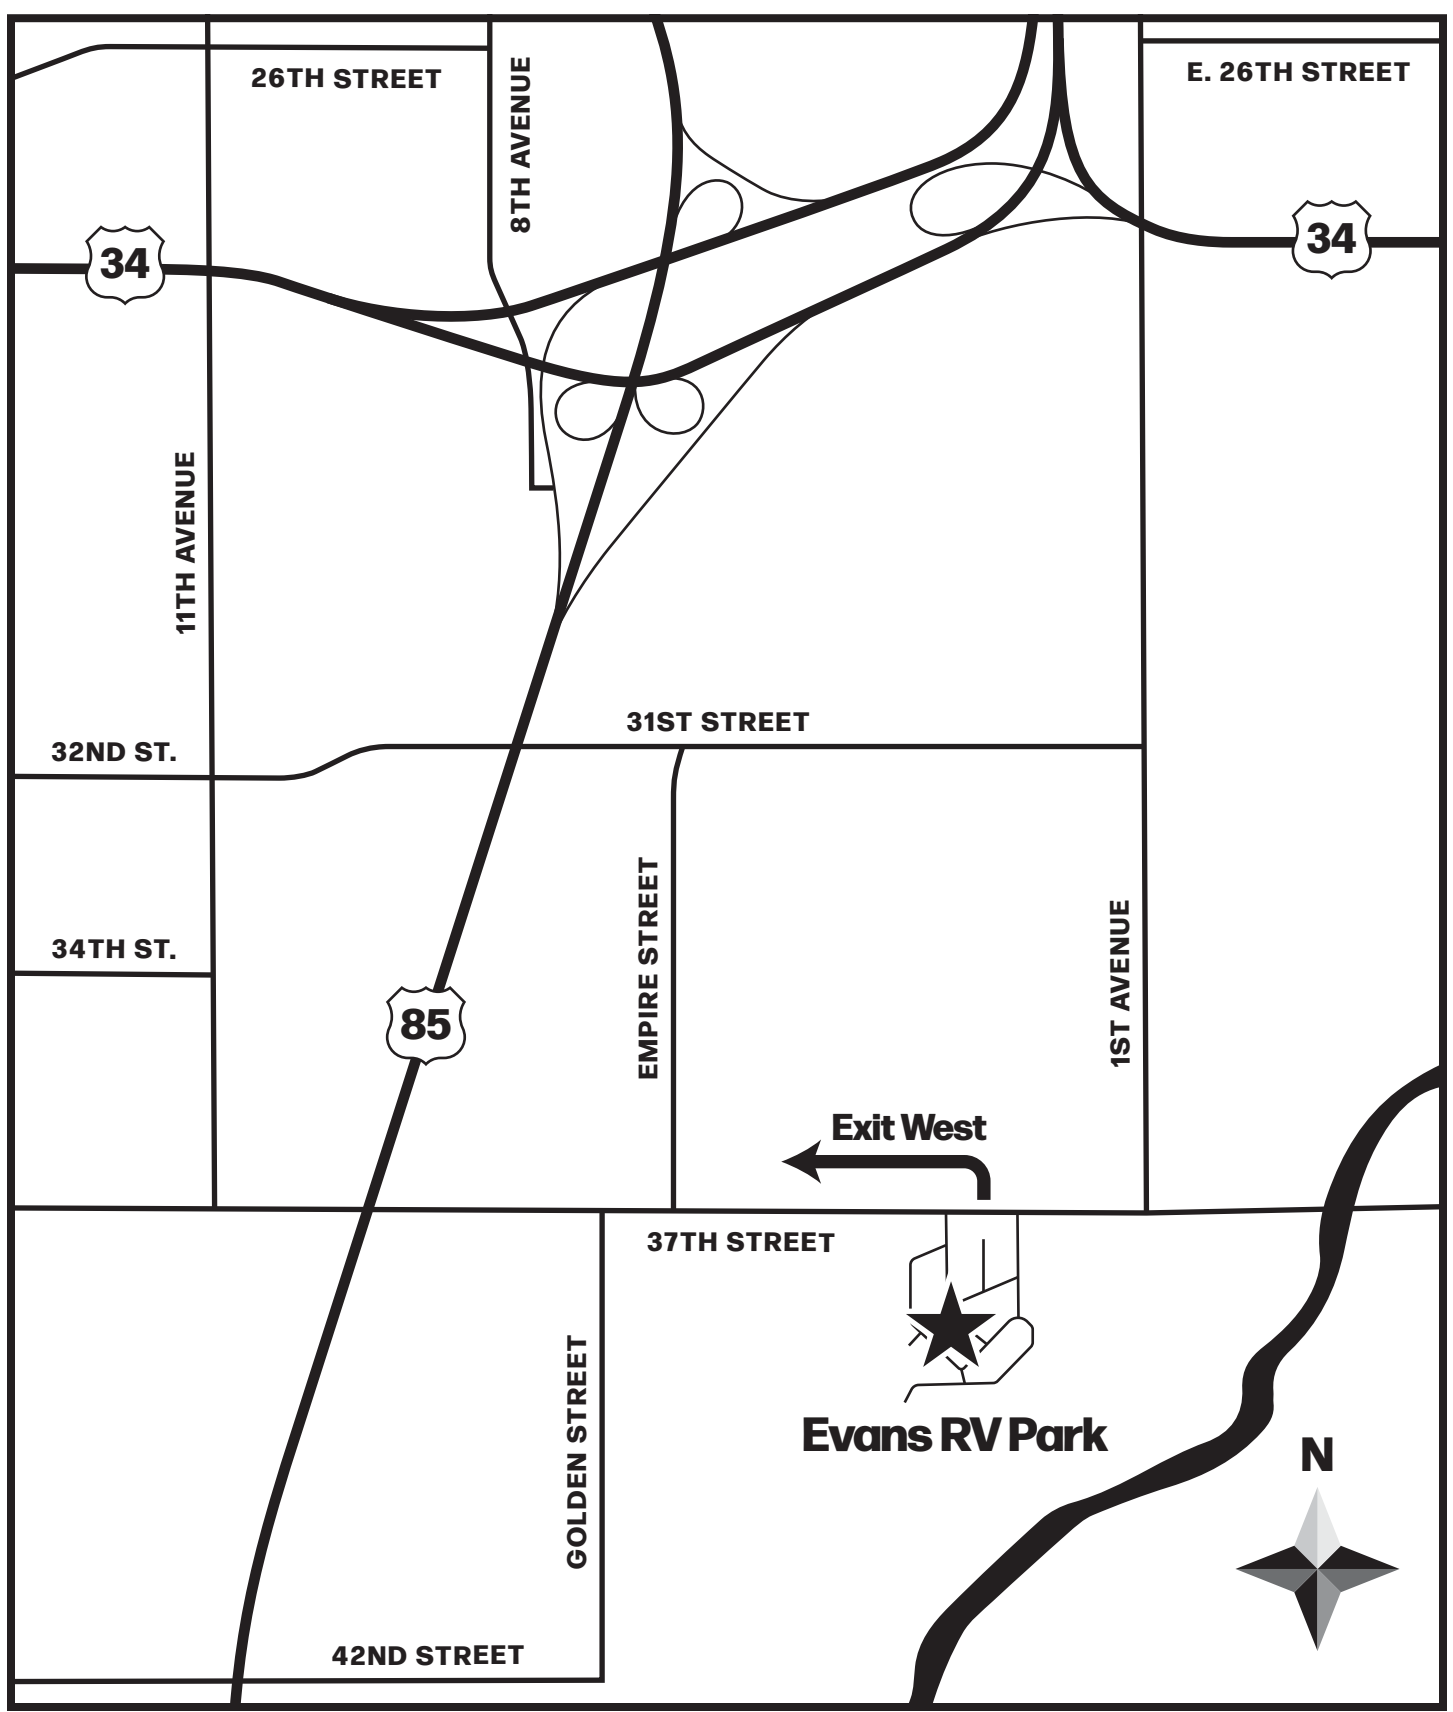 26TH STREET
8TH AVENUE
E. 26TH STREET
34
34
11TH AVENUE
31ST STREET
32ND ST.
34TH ST.
85
EMPIRE STREET
1ST AVENUE
Exit West
37TH STREET
GOLDEN STREET
Evans RV Park
N
42ND STREET